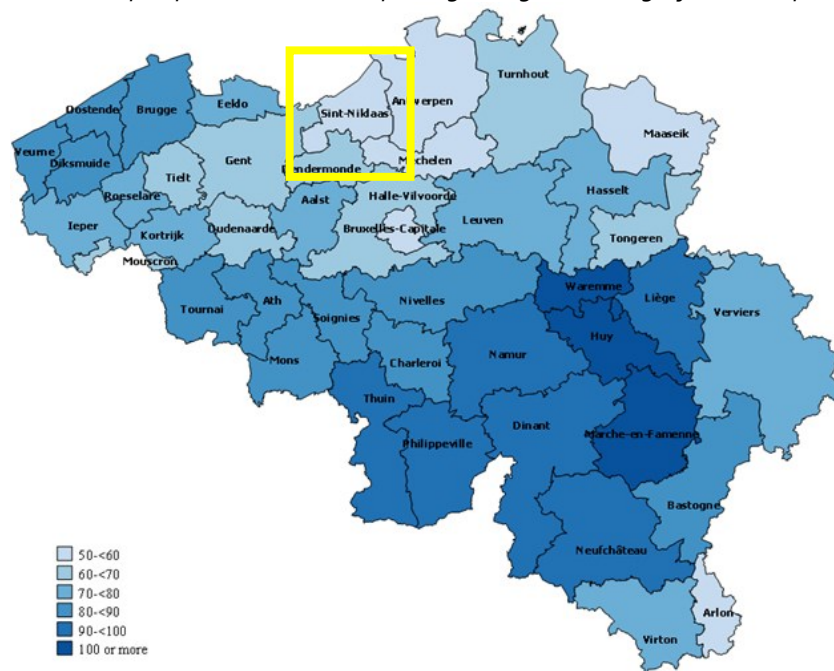 Turnhout
Oostende
Brugge
Eeklo
Sint-Niklaas
Antwerpen
Maaseik
Veurne
Diksmuide
Gent
Mechelen
Dendermonde
Tielt
Roeselare
Aalst
Halle-Vilvoorde
Hasselt
Ieper
Kortrijk
Oudenaarde
Bruxelles-Capitale
Leuven
Tongeren
Mouscron
Waremme
Tournai
Ath
Soignies
Nivelles
Liège
Verviers
Mons
Charleroi
Namur
Huy
Thuin
Philippeville
Dinant
Marche-en-Famenne
Bastogne
Neufchâteau
Arlon
Virton
50-<60
60-<70
70-<80
80-<90
90-<100
100 or more